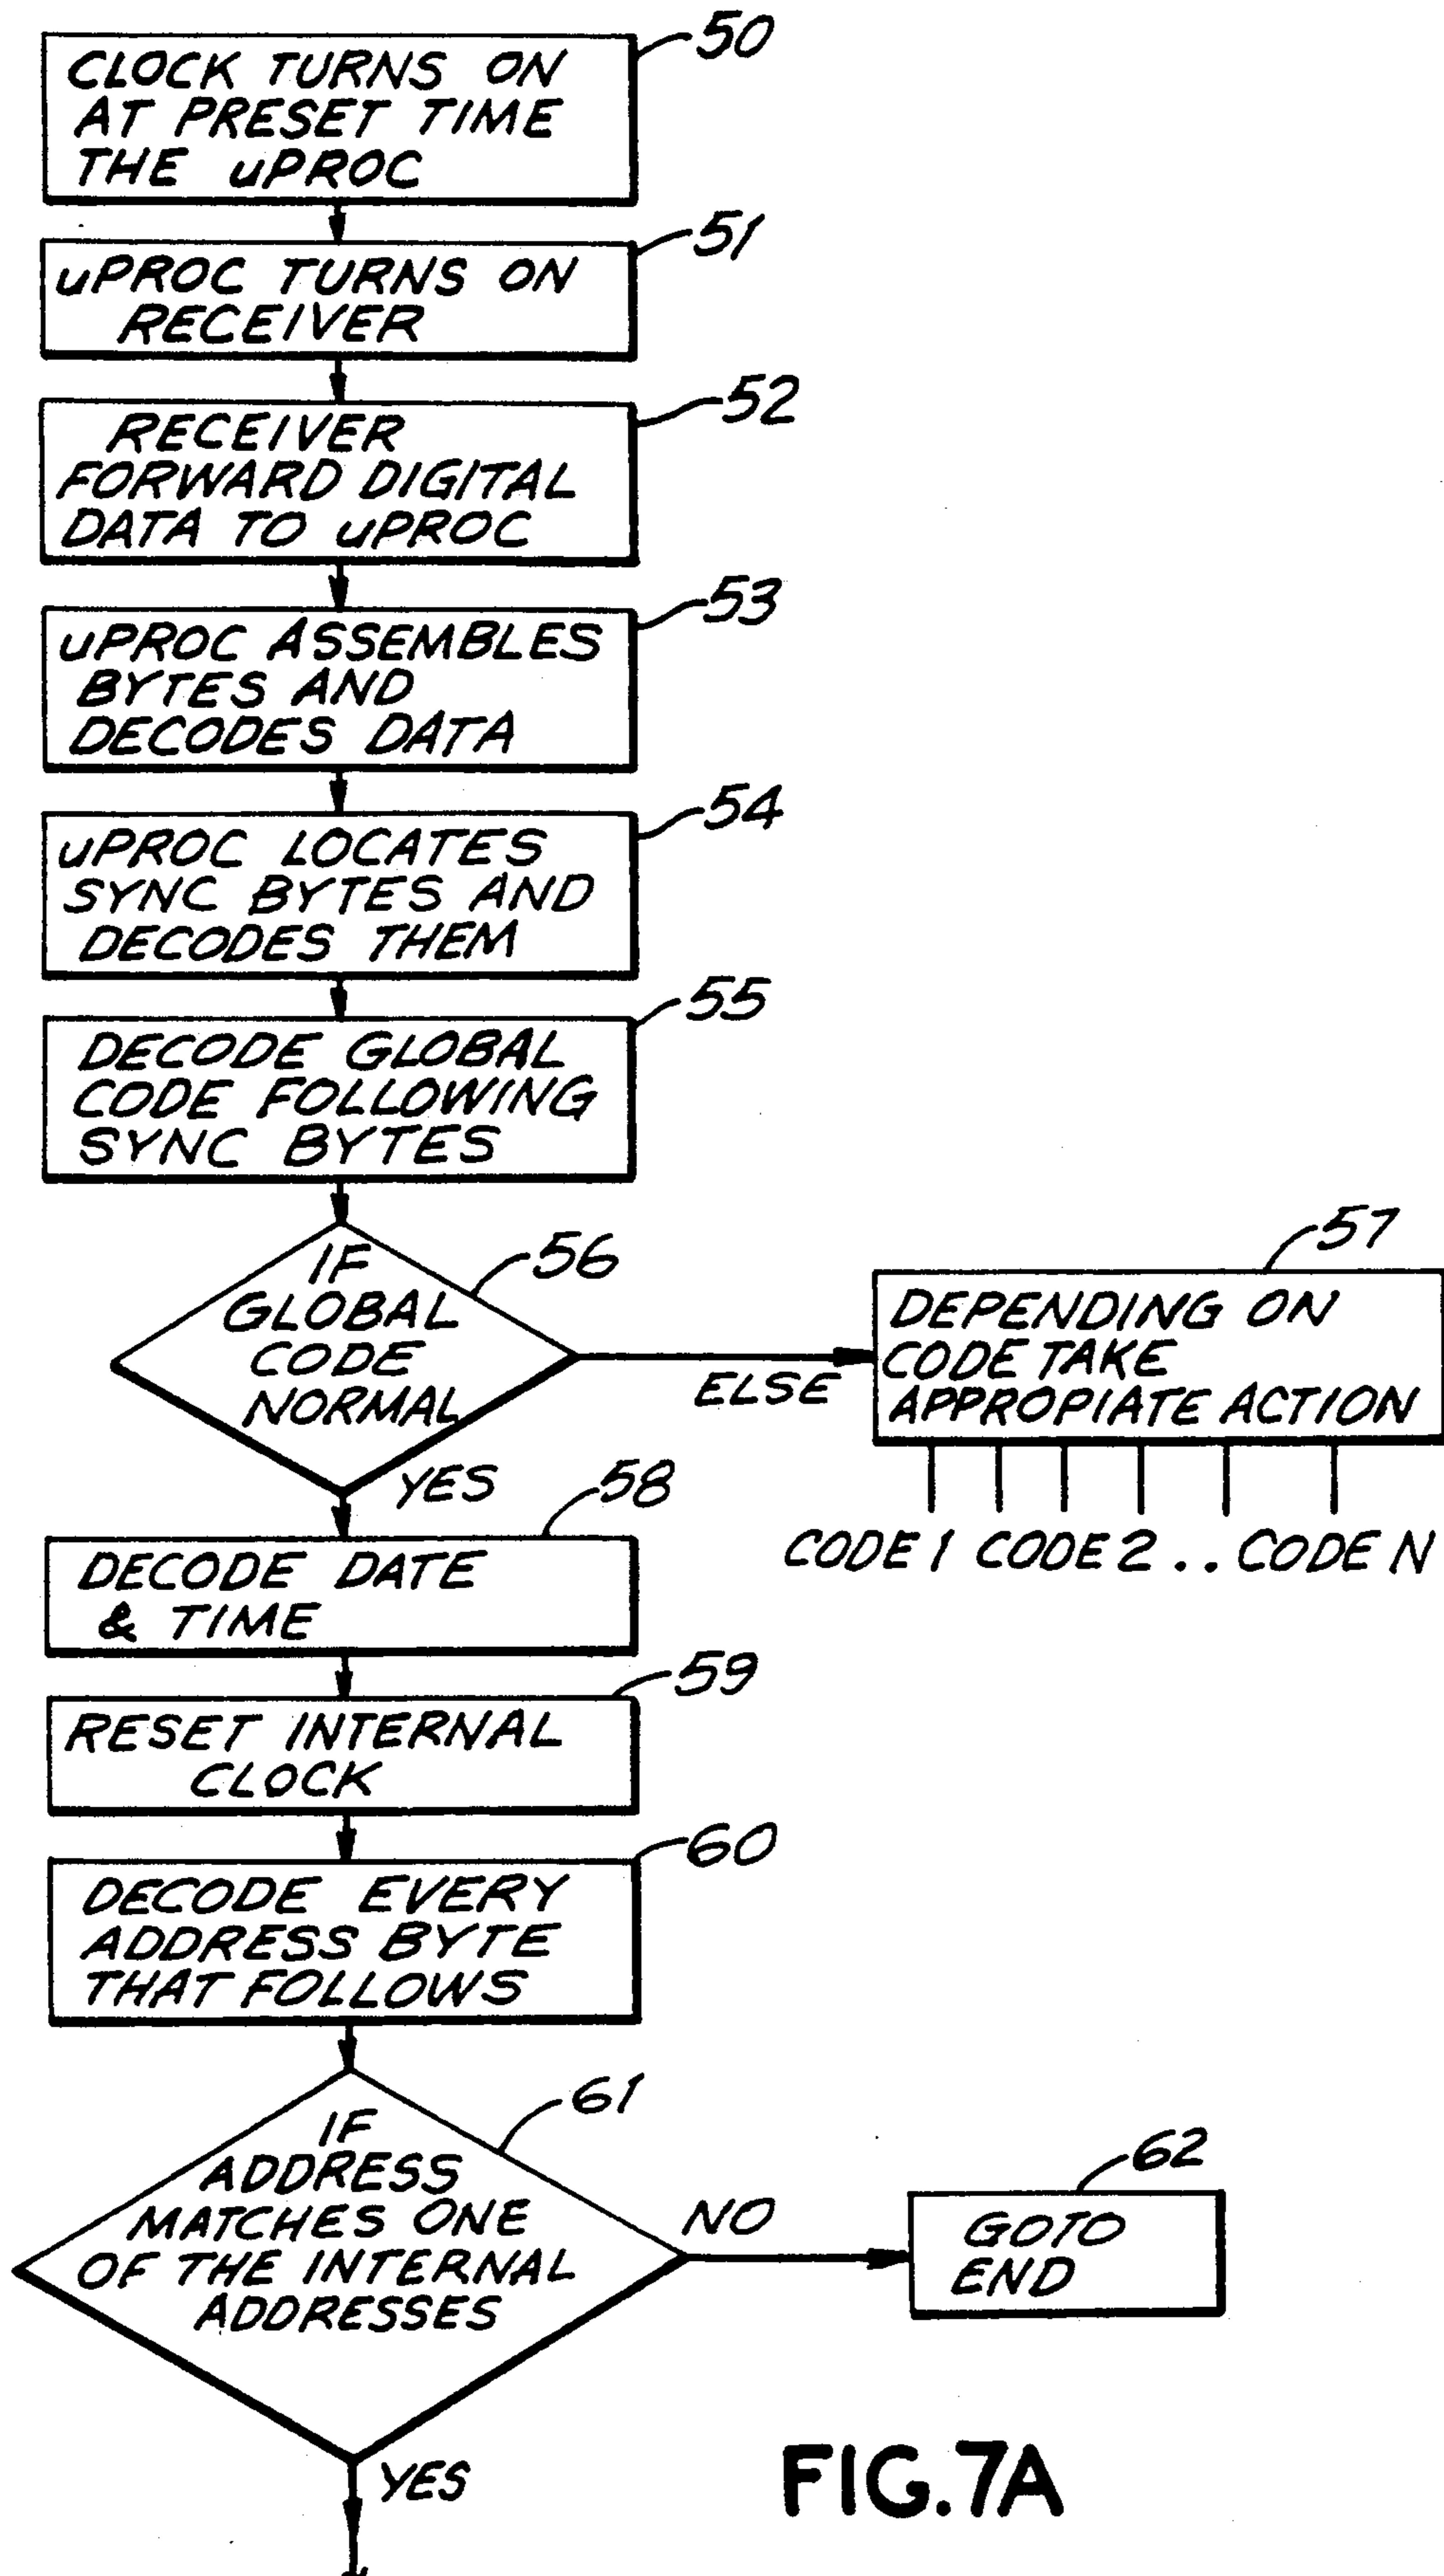 50
CLOCK TURNS ON
AT PRESET TIME
THE uPROC
51
uPROC TURNS ON
RECEIVER
52
RECEIVER
FORWARD DIGITAL
DATA TO uPROC
53
uPROC ASSEMBLES
BYTES AND
DECODES DATA
54
uPROC LOCATES
SYNC BYTES AND
DECODES THEM
55
DECODE GLOBAL
CODE FOLLOWING
SYNC BYTES
56
IF
GLOBAL
CODE
NORMAL
ELSE
57
DEPENDING ON
CODE TAKE
APPROPIATE ACTION
CODE 1 CODE 2 . . CODE N
YES
58
DECODE DATE
& TIME
59
RESET INTERNAL
CLOCK
60
DECODE EVERY
ADDRESS BYTE
THAT FOLLOWS
61
IF
ADDRESS
MATCHES ONE
OF THE INTERNAL
ADDRESSES
NO
62
GOTO
END
YES
FIG.7A